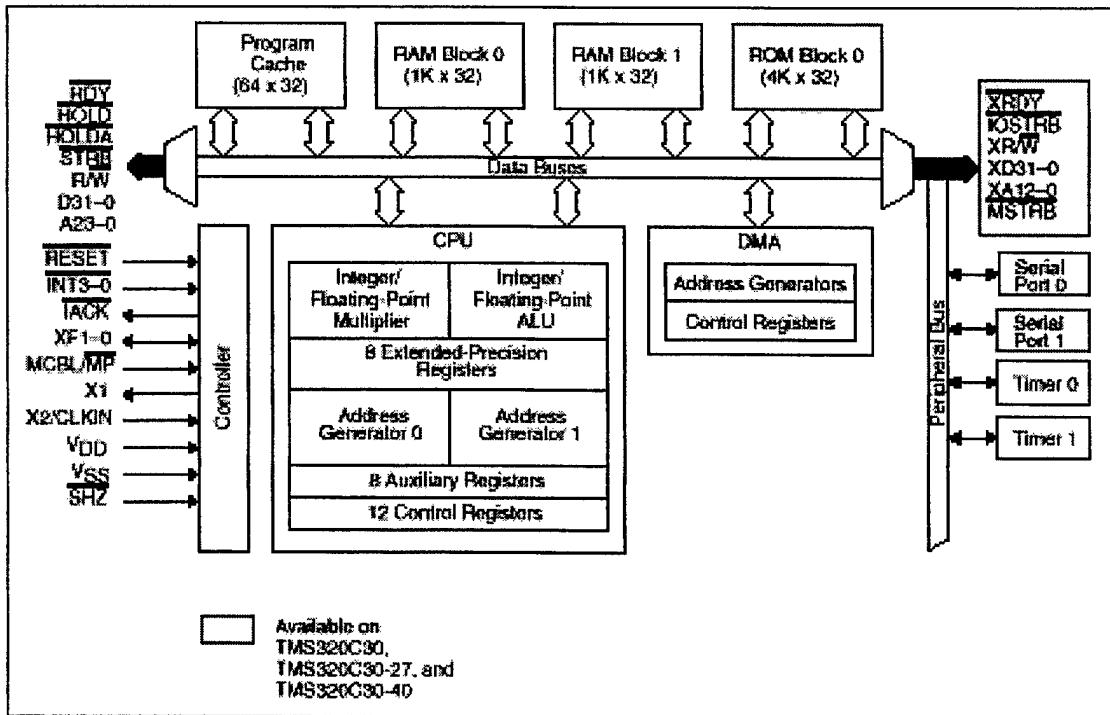 Program
Cache
(64 x 32)
RAM Block 0
(1K x 32)
RAM Block 1
(1K x 32)
ROM Block 0
(4K x 32)
RDY
HOLD
HOLDA
STRB
R/W
D31–0
A23–0
Data Buses
XRDY
IOSTRB
XR/W
XD31–0
XA12–0
MSTRB
RESET
INT3–0
IACK
XF1–0
MCBL/MP
X1
X2/CLKIN
VDD
VSS
SHZ
Controller
CPU
Integer/
Floating-Point
Multiplier
Integer/
Floating-Point
ALU
8 Extended-Precision
Registers
Address
Generator 0
Address
Generator 1
8 Auxiliary Registers
12 Control Registers
DMA
Address Generators
Control Registers
Peripheral Bus
Serial
Port 0
Serial
Port 1
Timer 0
Timer 1
Available on
TMS320C30,
TMS320C30-27, and
TMS320C30-40